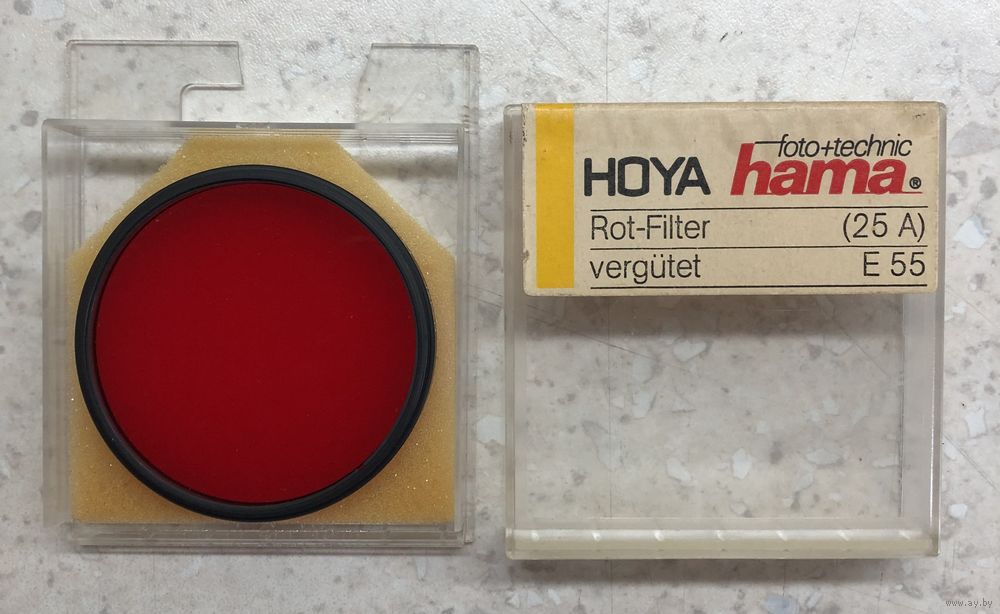 foto+technic
HOYA hama®
Rot-Filter (25 A)
vergütet E 55
www.ay.by